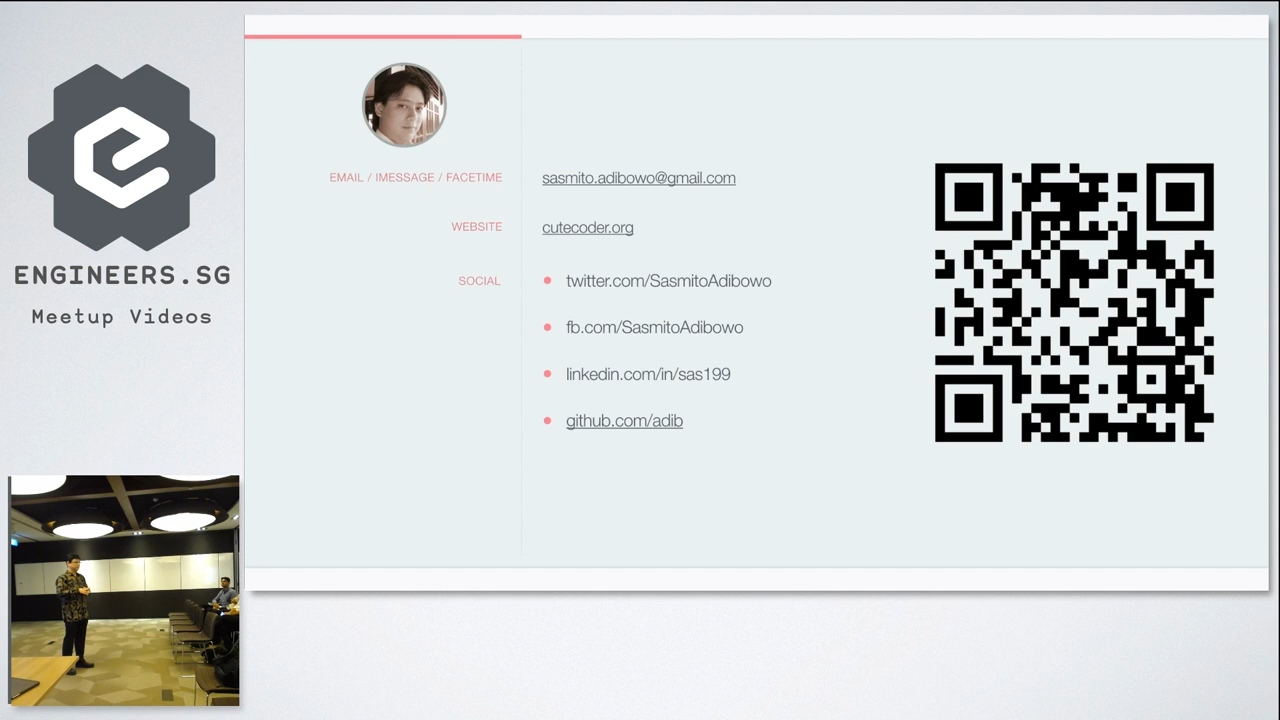 ENGINEERS.SG
Meetup Videos
EMAIL / IMESSAGE / FACETIME
sasmito.adibowo@gmail.com
WEBSITE
cutecoder.org
SOCIAL
twitter.com/SasmitoAdibowo
fb.com/SasmitoAdibowo
linkedin.com/in/sas199
github.com/adib